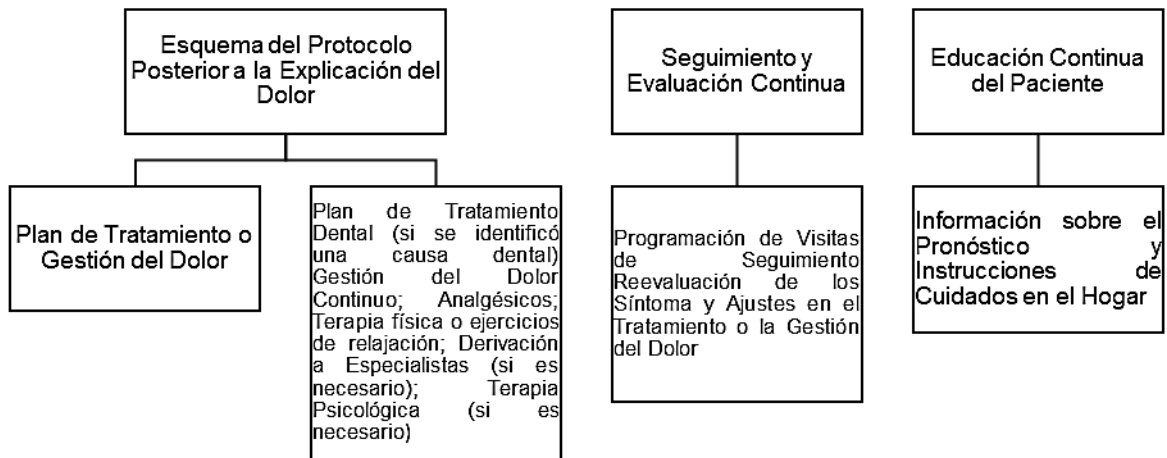 Esquema del Protocolo
Posterior a la Explicación del
Dolor
Seguimiento y
Evaluación Continua
Educación Continua
del Paciente
Plan de Tratamiento o
Gestión del Dolor
Plan de Tratamiento
Dental (si se identificó
una causa dental)
Gestión del Dolor
Continuo; Analgésicos;
Terapia física o ejercicios
de relajación; Derivación
a Especialistas (si es
necesario); Terapia
Psicológica (si es
necesario)
Programación de Visitas
de Seguimiento
Reevaluación de los
Síntoma y Ajustes en el
Tratamiento o la Gestión
del Dolor
Información sobre el
Pronóstico y
Instrucciones de
Cuidados en el Hogar